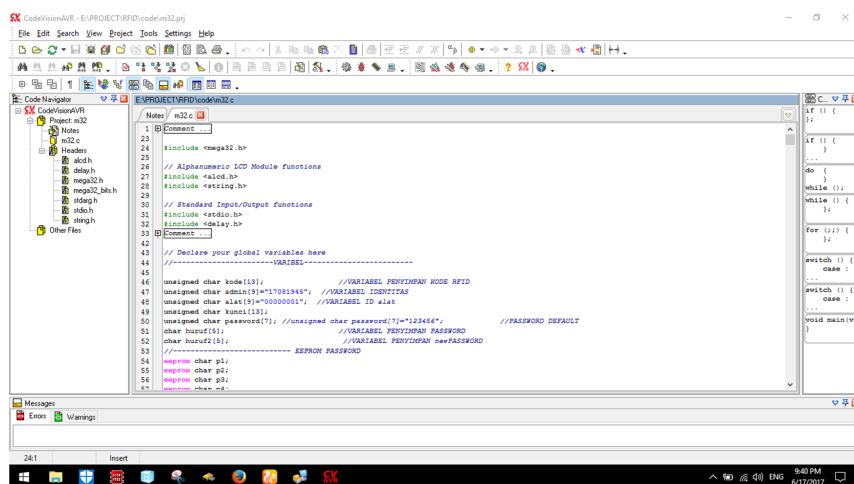 CodeVisionAVR - E:\PROJECT\RFID\code\m32.prj
File Edit Search View Project Tools Settings Help
Code Navigator
CodeVisionAVR
Project: m32
Notes
m32.c
Headers
alcd.h
delay.h
mega32.h
mega32_bits.h
stdarg.h
stdio.h
string.h
Other Files
E:\PROJECT\RFID\code\m32.c
Notes m32.c
1 Comment ...
23
24 #include <mega32.h>
25
26 // Alphanumeric LCD Module functions
27 #include <alcd.h>
28 #include <string.h>
29
30 // Standard Input/Output functions
31 #include <stdio.h>
32 #include <delay.h>
33 Comment ...
42
43 // Declare your global variables here
44 //-----------------------VARIBEL-------------------------
45
46 unsigned char kode[13]; //VARIABEL PENYIMPAN KODE RFID
47 unsigned char admin[9]="17081945"; //VARIABEL IDENTITAS
48 unsigned char alat[9]="00000001"; //VARIABEL ID alat
49 unsigned char kunci[13];
50 unsigned char password[7]; //unsigned char password[7]="123456"; //PASSWORD DEFAULT
51 char huruf[5]; //VARIABEL PENYIMPAN PASSWORD
52 char huruf2[5]; //VARIABEL PENYIMPAN newPASSWORD
53 //--------------------------- EEPROM PASSWORD
54 eeprom char p1;
55 eeprom char p2;
56 eeprom char p3;
57 eeprom char p4;
C...
if () {
};
if () {
}
...
do {
}
while ();
while () {
};
for (;;) {
};
switch () {
case :
...
switch () {
case :
...
void main(v
}
Messages
Errors Warnings
24:1 Insert
ENG
9:40 PM
6/17/2017